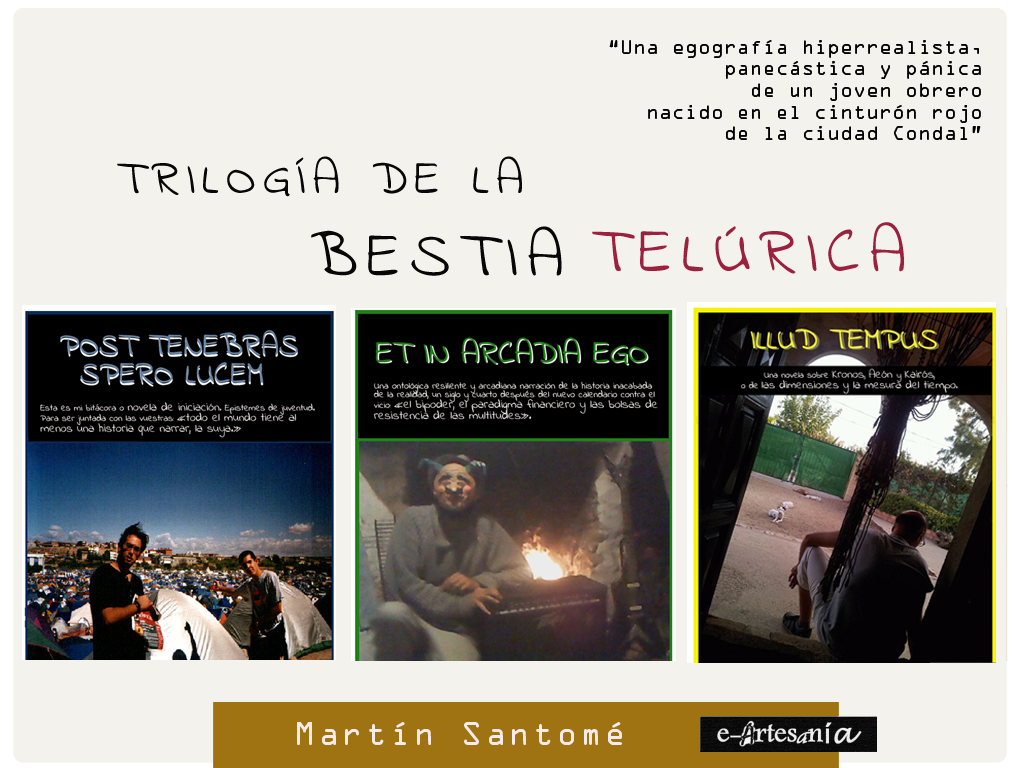 “Una egografía hiperrealista,
panecástica y pánica
de un joven obrero
nacido en el cinturón rojo
de la ciudad Condal”
TRILOGÍA DE LA
BESTIA TELÚRICA
POST TENEBRAS
SPERO LUCEM
Esta es mi bitácora o novela de iniciación. Epistemes de juventud.
Para ser juntada con las vuestras «todo el mundo tiene al
menos una historia que narrar, la suya.»
ET IN ARCADIA EGO
Una ontológica resiliente y arcadiana narración de la historia inacabada
de la realidad, un siglo y cuarto después del nuevo calendario contra el
vicio «el bipoder, el paradigma financiero y las bolsas de
resistencia de las multitudes».
ILLUD TEMPUS
Una novela sobre Kronos, Aeón y Kairós,
o de las dimensiones y la mesura del tiempo.
Martín Santomé
e-Artesanía